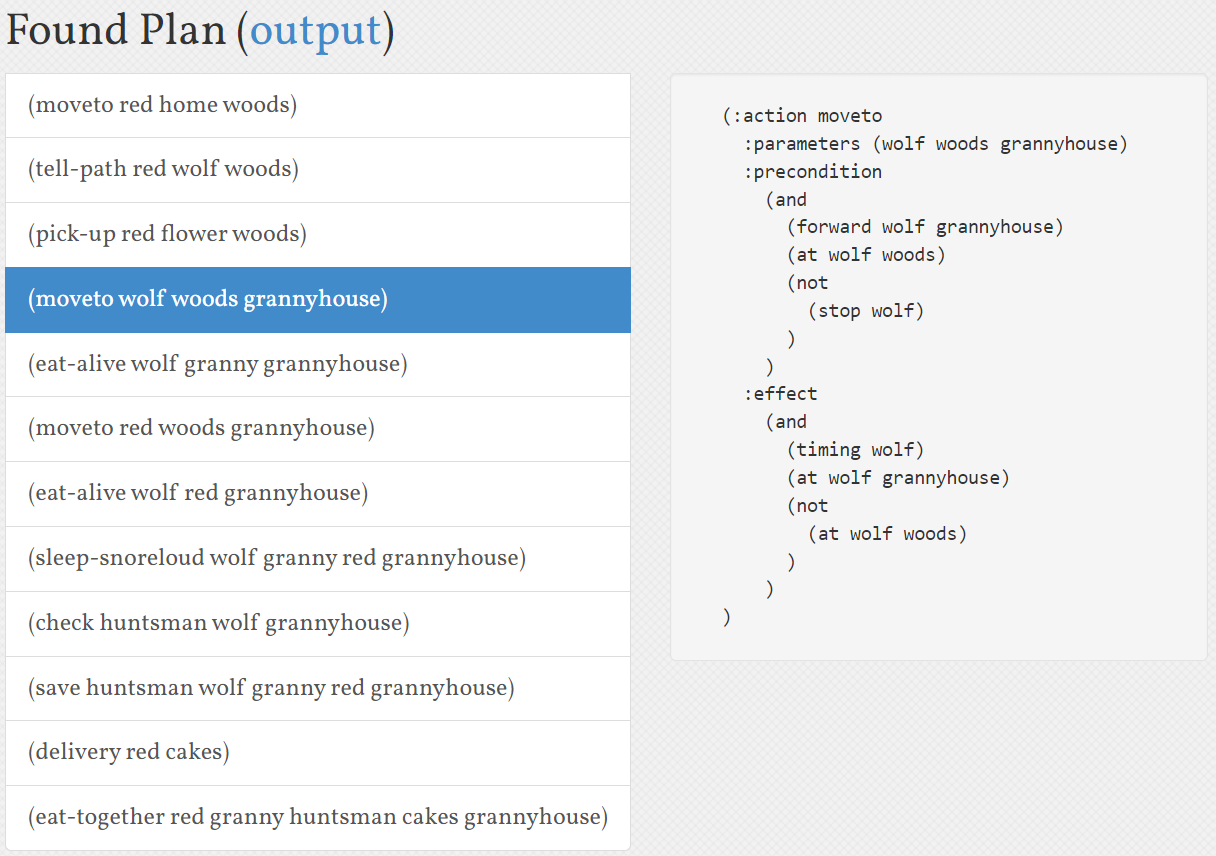 Found Plan (output)
(moveto red home woods)
(tell-path red wolf woods)
(pick-up red flower woods)
(moveto wolf woods grannyhouse)
(eat-alive wolf granny grannyhouse)
(moveto red woods grannyhouse)
(eat-alive wolf red grannyhouse)
(sleep-snoreloud wolf granny red grannyhouse)
(check huntsman wolf grannyhouse)
(save huntsman wolf granny red grannyhouse)
(delivery red cakes)
(eat-together red granny huntsman cakes grannyhouse)
(:action moveto
  :parameters (wolf woods grannyhouse)
  :precondition
    (and
      (forward wolf grannyhouse)
      (at wolf woods)
      (not
        (stop wolf)
      )
    )
  :effect
    (and
      (timing wolf)
      (at wolf grannyhouse)
      (not
        (at wolf woods)
      )
    )
)